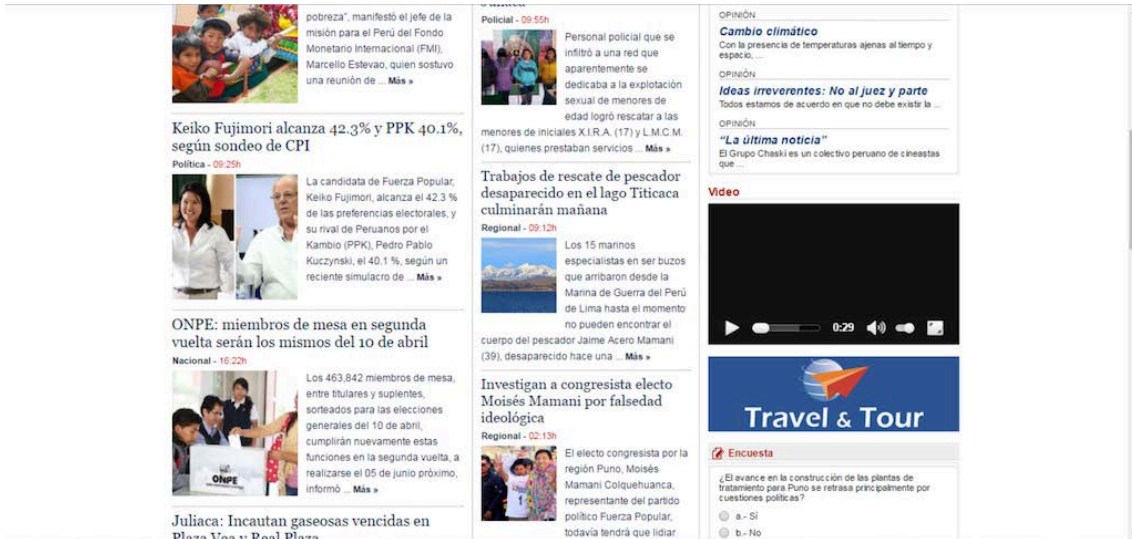 pobreza", manifestó el jefe de la
misión para el Perú del Fondo
Monetario Internacional (FMI),
Marcello Estevao, quien sostuvo
una reunión de ... Más »
Keiko Fujimori alcanza 42.3% y PPK 40.1%,
según sondeo de CPI
Política - 09:25h
La candidata de Fuerza Popular,
Keiko Fujimori, alcanza el 42.3 %
de las preferencias electorales, y
su rival de Peruanos por el
Kambio (PPK), Pedro Pablo
Kuczynski, el 40.1 %, según un
reciente simulacro de ... Más »
ONPE: miembros de mesa en segunda
vuelta serán los mismos del 10 de abril
Nacional - 16:22h
Los 463,842 miembros de mesa,
entre titulares y suplentes,
sorteados para las elecciones
generales del 10 de abril,
cumplirán nuevamente estas
funciones en la segunda vuelta, a
realizarse el 05 de junio próximo,
informó ... Más »
ONPE
Juliaca: Incautan gaseosas vencidas en
Plaza Vea y Real Plaza
Juliaca
Policial - 09:55h
Personal policial que se
infiltró a una red que
aparentemente se
dedicaba a la explotación
sexual de menores de
edad logró rescatar a las
menores de iniciales X.I.R.A. (17) y L.M.C.M.
(17), quienes prestaban servicios ... Más »
Trabajos de rescate de pescador
desaparecido en el lago Titicaca
culminarán mañana
Regional - 09:12h
Los 15 marinos
especialistas en ser buzos
que arribaron desde la
Marina de Guerra del Perú
de Lima hasta el momento
no pueden encontrar el
cuerpo del pescador Jaime Acero Mamani
(39), desaparecido hace una ... Más »
Investigan a congresista electo
Moisés Mamani por falsedad
ideológica
Regional - 02:13h
El electo congresista por la
región Puno, Moisés
Mamani Colquehuanca,
representante del partido
político Fuerza Popular,
todavía tendrá que lidiar
OPINIÓN
Cambio climático
Con la presencia de temperaturas ajenas al tiempo y
espacio, ...
OPINIÓN
Ideas irreverentes: No al juez y parte
Todos estamos de acuerdo en que no debe existir la ...
OPINIÓN
"La última noticia"
El Grupo Chaski es un colectivo peruano de cineastas
que ...
Video
0:29
Travel & Tour
Encuesta
¿El avance en la construcción de las plantas de
tratamiento para Puno se retrasa principalmente por
cuestiones políticas?
a.- Sí
b.- No